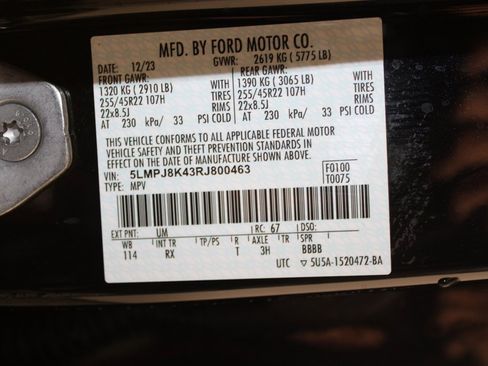 MFD. BY FORD MOTOR CO.
DATE: 12/23 GVWR: 2619 KG ( 5775 LB)
FRONT GAWR: REAR GAWR:
1320 KG ( 2910 LB) WITH 1390 KG ( 3065 LB) WITH
255/45R22 107H TIRES 255/45R22 107H TIRES
22x8.5J RIMS 22x8.5J RIMS
AT 230 kPa/ 33 PSI COLD AT 230 kPa/ 33 PSI COLD
THIS VEHICLE CONFORMS TO ALL APPLICABLE FEDERAL MOTOR
VEHICLE SAFETY AND THEFT PREVENTION STANDARDS IN
EFFECT ON THE DATE OF MANUFACTURE SHOWN ABOVE.
VIN: 5LMPJ8K43RJ800463 F0100
TYPE: MPV T0075
EXT PNT: UM RC: 67 DSO:
WB INT TR TP/PS R AXLE TR SPR
114 RX T 3H BBBB
UTC 5U5A-1520472-BA